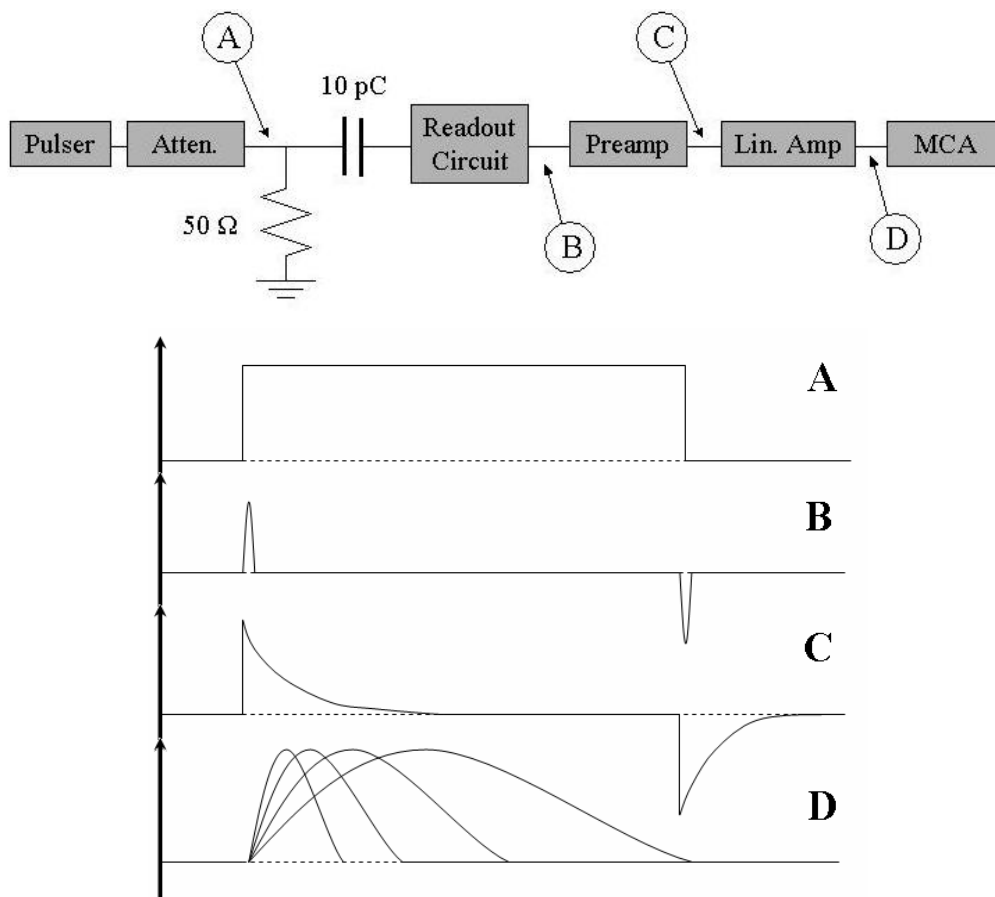 A
C
10 pC
Pulser
Atten.
Readout
Circuit
Preamp
Lin. Amp
MCA
50 Ω
B
D
A
B
C
D